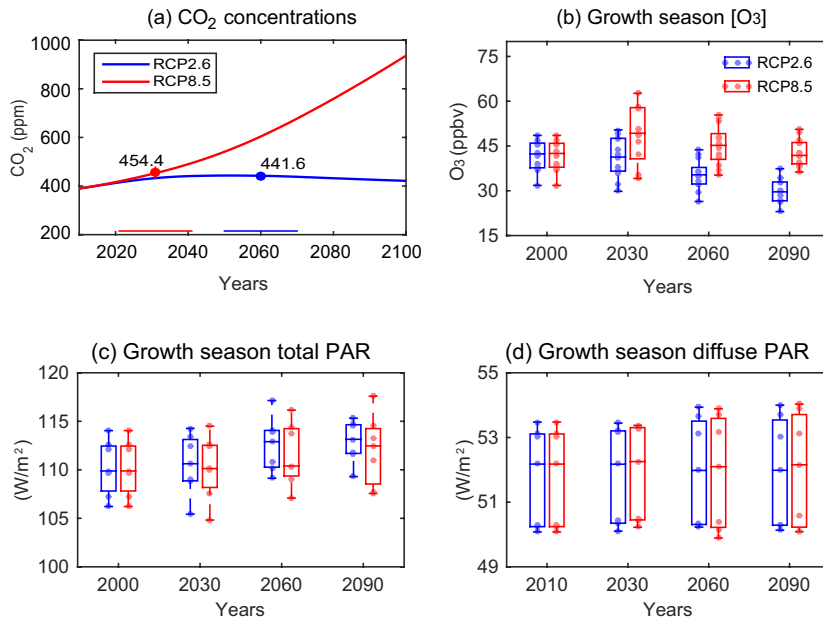 (a) CO₂ concentrations
1000
800
600
400
200
CO₂ (ppm)
RCP2.6
RCP8.5
454.4
441.6
2020 2040 2060 2080 2100
Years
(b) Growth season [O₃]
75
60
45
30
15
O₃ (ppbv)
RCP2.6
RCP8.5
2000 2030 2060 2090
Years
(c) Growth season total PAR
120
115
110
105
100
(W/m²)
2000 2030 2060 2090
Years
(d) Growth season diffuse PAR
55
53
51
49
(W/m²)
2010 2030 2060 2090
Years